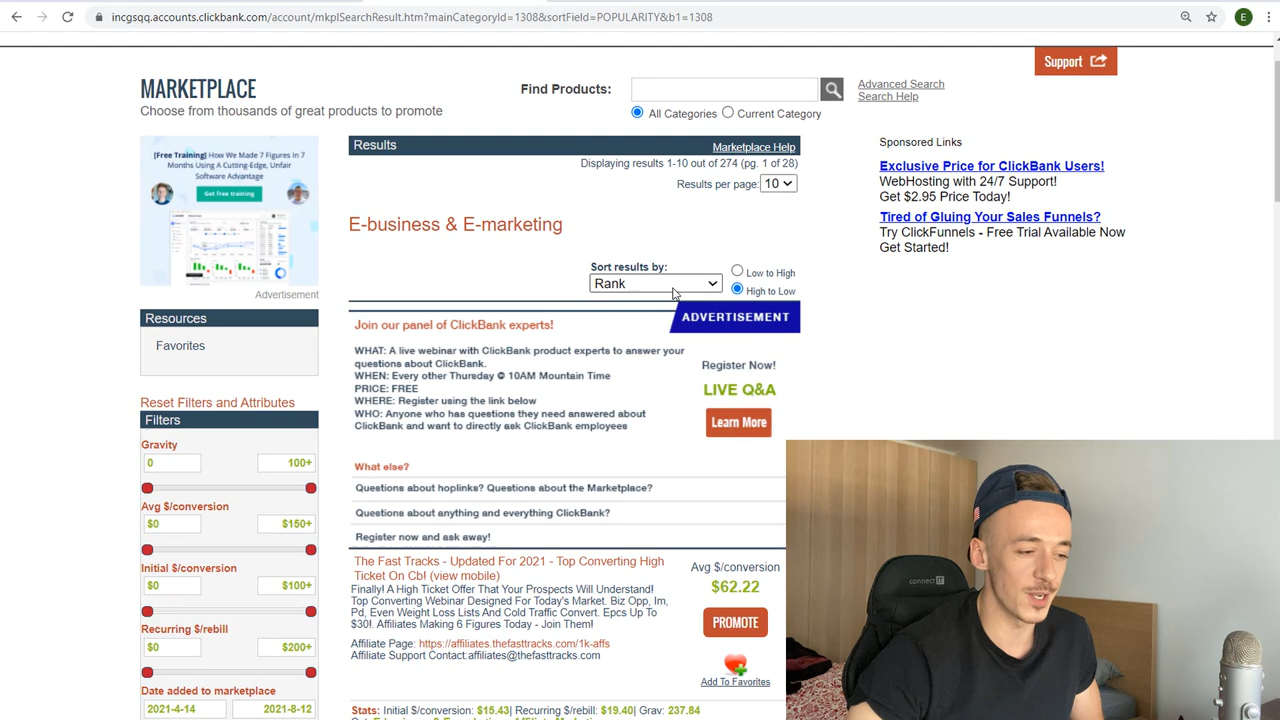 incgsqq.accounts.clickbank.com/account/mkplSearchResult.htm?mainCategoryId=1308&sortField=POPULARITY&b1=1308
E
Support
MARKETPLACE
Choose from thousands of great products to promote
Find Products:
Advanced Search
Search Help
All Categories
Current Category
[Free Training] How We Made 7 Figures In 7
Months Using A Cutting-Edge, Unfair
Software Advantage
Get free training
Advertisement
Resources
Favorites
Reset Filters and Attributes
Filters
Gravity
0 100+
Avg $/conversion
$0 $150+
Initial $/conversion
$0 $100+
Recurring $/rebill
$0 $200+
Date added to marketplace
2021-4-14 2021-8-12
Results
Marketplace Help
Displaying results 1-10 out of 274 (pg. 1 of 28)
Results per page: 10
E-business & E-marketing
Sort results by:
Rank
Low to High
High to Low
ADVERTISEMENT
Join our panel of ClickBank experts!
WHAT: A live webinar with ClickBank product experts to answer your
questions about ClickBank.
WHEN: Every other Thursday @ 10AM Mountain Time
PRICE: FREE
WHERE: Register using the link below
WHO: Anyone who has questions they need answered about
ClickBank and want to directly ask ClickBank employees
Register Now!
LIVE Q&A
Learn More
What else?
Questions about hoplinks? Questions about the Marketplace?
Questions about anything and everything ClickBank?
Register now and ask away!
The Fast Tracks - Updated For 2021 - Top Converting High
Ticket On Cb! (view mobile)
Finally! A High Ticket Offer That Your Prospects Will Understand!
Top Converting Webinar Designed For Today's Market. Biz Opp, Im,
Pd, Even Weight Loss Lists And Cold Traffic Convert. Epcs Up To
$30!. Affiliates Making 6 Figures Today - Join Them!
Affiliate Page: https://affiliates.thefasttracks.com/1k-affs
Affiliate Support Contact:affiliates@thefasttracks.com
Avg $/conversion
$62.22
PROMOTE
Add To Favorites
Stats: Initial $/conversion: $15.43| Recurring $/rebill: $19.40| Grav: 237.84
Sponsored Links
Exclusive Price for ClickBank Users!
WebHosting with 24/7 Support!
Get $2.95 Price Today!
Tired of Gluing Your Sales Funnels?
Try ClickFunnels - Free Trial Available Now
Get Started!
connect IT